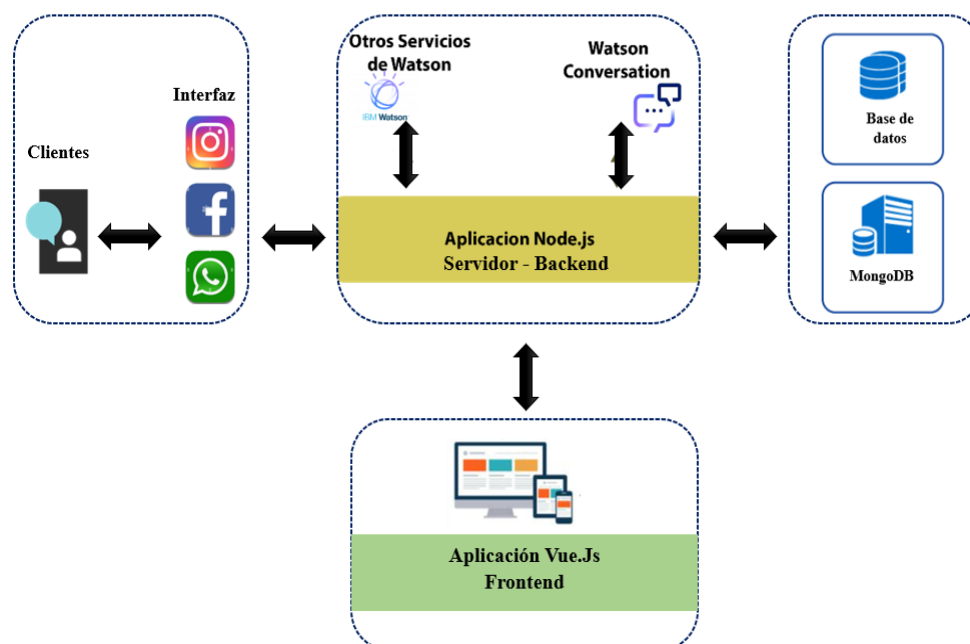 Clientes
Interfaz
Otros Servicios
de Watson
IBM Watson
Watson
Conversation
Aplicacion Node.js
Servidor - Backend
Base de
datos
MongoDB
Aplicación Vue.Js
Frontend